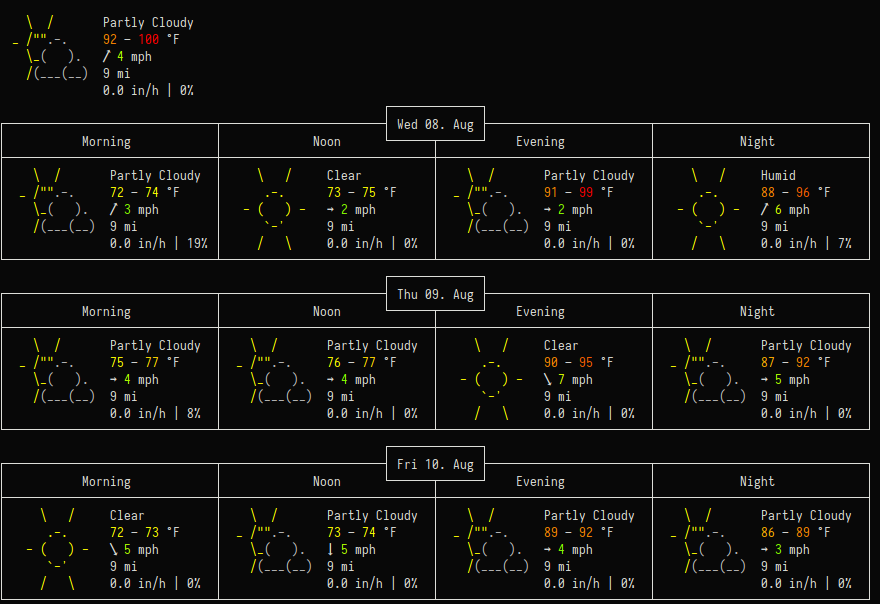 Partly Cloudy
92 – 100 °F
4 mph
9 mi
0.0 in/h | 0%
Wed 08. Aug
Morning Noon Evening Night
Partly Cloudy Clear Partly Cloudy Humid
72 – 74 °F 73 – 75 °F 91 – 99 °F 88 – 96 °F
↗ 3 mph → 2 mph → 2 mph ↗ 6 mph
9 mi 9 mi 9 mi 9 mi
0.0 in/h | 19% 0.0 in/h | 0% 0.0 in/h | 0% 0.0 in/h | 7%
Thu 09. Aug
Morning Noon Evening Night
Partly Cloudy Partly Cloudy Clear Partly Cloudy
75 – 77 °F 76 – 77 °F 90 – 95 °F 87 – 92 °F
→ 4 mph → 4 mph ↘ 7 mph → 5 mph
9 mi 9 mi 9 mi 9 mi
0.0 in/h | 8% 0.0 in/h | 0% 0.0 in/h | 0% 0.0 in/h | 0%
Fri 10. Aug
Morning Noon Evening Night
Clear Partly Cloudy Partly Cloudy Partly Cloudy
72 – 73 °F 73 – 74 °F 89 – 92 °F 86 – 89 °F
↘ 5 mph ↓ 5 mph → 4 mph → 3 mph
9 mi 9 mi 9 mi 9 mi
0.0 in/h | 0% 0.0 in/h | 0% 0.0 in/h | 0% 0.0 in/h | 0%